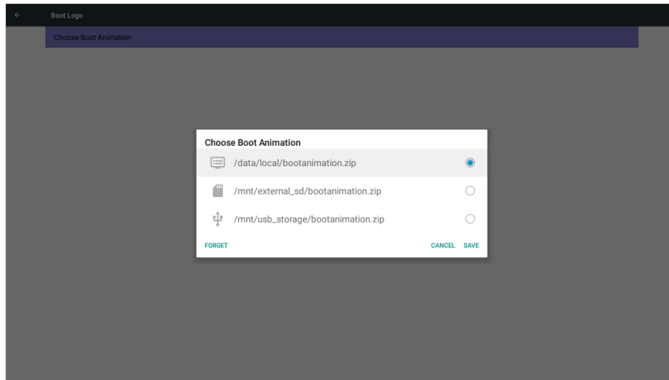 Boot Logo
Choose Boot Animation
Choose Boot Animation
/data/local/bootanimation.zip
/mnt/external_sd/bootanimation.zip
/mnt/usb_storage/bootanimation.zip
FORGET CANCEL SAVE